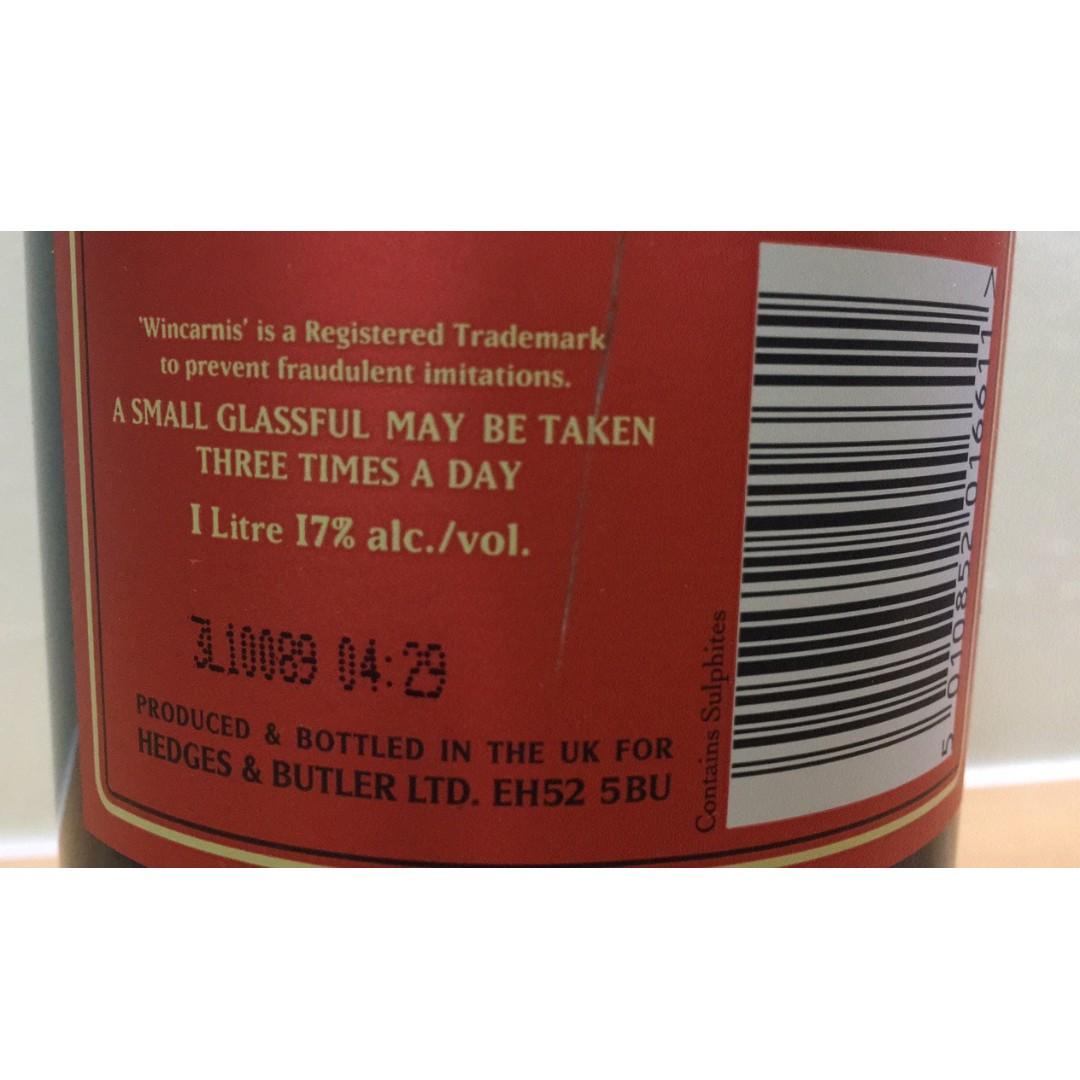 'Wincarnis' is a Registered Trademark
to prevent fraudulent imitations.
A SMALL GLASSFUL MAY BE TAKEN
THREE TIMES A DAY
1 Litre 17% alc./vol.
JL10089 04:29
PRODUCED & BOTTLED IN THE UK FOR
HEDGES & BUTLER LTD. EH52 5BU
Contains Sulphites
5 010852 016611 7